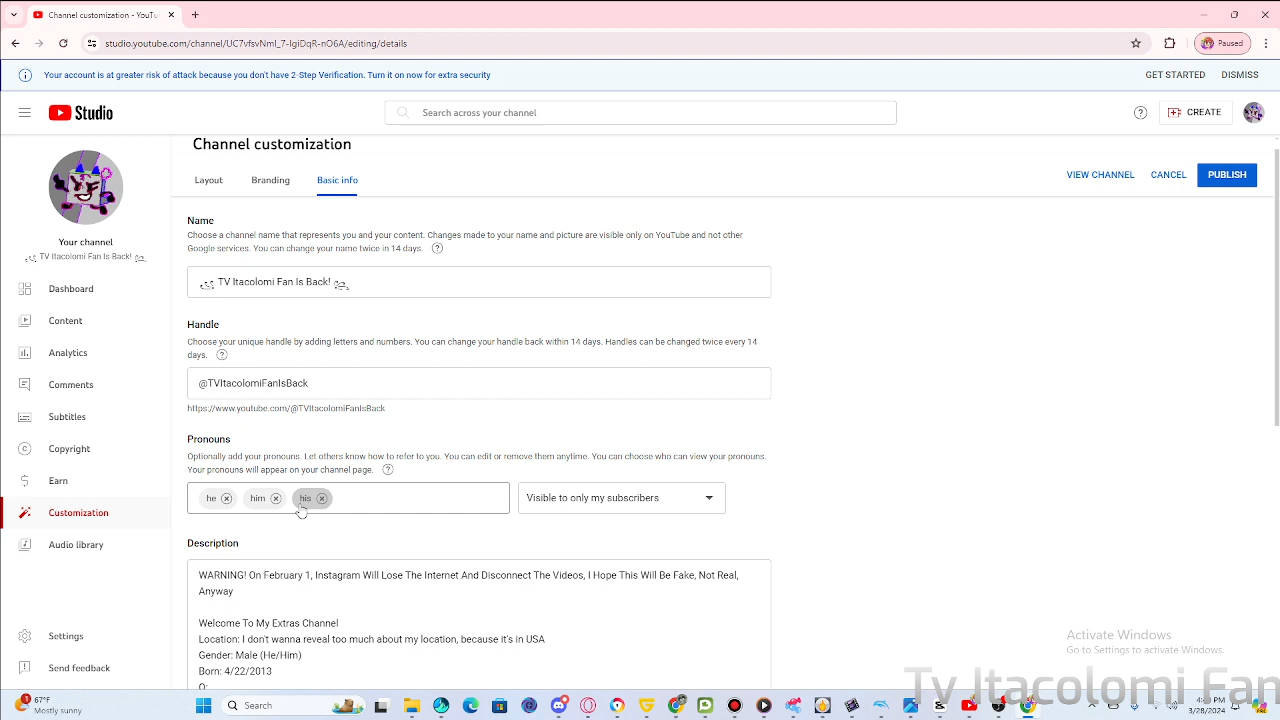 Channel customization - YouTu
studio.youtube.com/channel/UC7vfsvNmI_7-IgiDqR-nO6A/editing/details
Paused
Your account is at greater risk of attack because you don't have 2-Step Verification. Turn it on now for extra security
GET STARTED DISMISS
Studio
Search across your channel
CREATE
Channel customization
Layout Branding Basic info
VIEW CHANNEL CANCEL PUBLISH
Your channel
TV Itacolomi Fan Is Back!
Dashboard
Content
Analytics
Comments
Subtitles
Copyright
Earn
Customization
Audio library
Settings
Send feedback
Name
Choose a channel name that represents you and your content. Changes made to your name and picture are visible only on YouTube and not other
Google services. You can change your name twice in 14 days.
TV Itacolomi Fan Is Back!
Handle
Choose your unique handle by adding letters and numbers. You can change your handle back within 14 days. Handles can be changed twice every 14
days.
@TVItacolomiFanIsBack
https://www.youtube.com/@TVItacolomiFanIsBack
Pronouns
Optionally add your pronouns. Let others know how to refer to you. You can edit or remove them anytime. You can choose who can view your pronouns.
Your pronouns will appear on your channel page.
he him his Visible to only my subscribers
Description
WARNING! On February 1, Instagram Will Lose The Internet And Disconnect The Videos, I Hope This Will Be Fake, Not Real,
Anyway
Welcome To My Extras Channel
Location: I don't wanna reveal too much about my location, because it's in USA
Gender: Male (He/Him)
Born: 4/22/2013
Activate Windows
Go to Settings to activate Windows.
Tv Itacolomi Fan
67°F
Mostly sunny
Search
3/28/2024